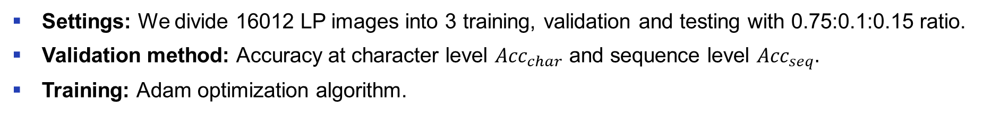 ▪ Settings: We divide 16012 LP images into 3 training, validation and testing with 0.75:0.1:0.15 ratio.
▪ Validation method: Accuracy at character level $Acc_{char}$ and sequence level $Acc_{seq}$.
▪ Training: Adam optimization algorithm.